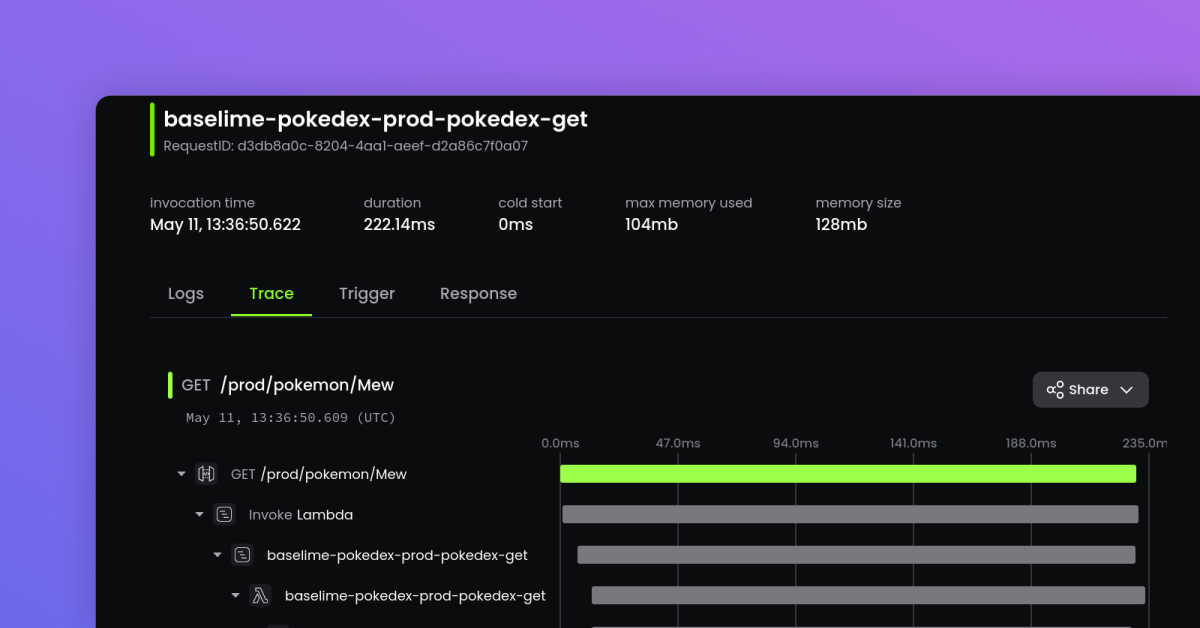 baselime-pokedex-prod-pokedex-get
RequestID: d3db8a0c-8204-4aa1-aeef-d2a86c7f0a07
invocation time duration cold start max memory used memory size
May 11, 13:36:50.622 222.14ms 0ms 104mb 128mb
Logs Trace Trigger Response
GET /prod/pokemon/Mew Share
May 11, 13:36:50.609 (UTC)
0.0ms 47.0ms 94.0ms 141.0ms 188.0ms 235.0m
GET /prod/pokemon/Mew
Invoke Lambda
baselime-pokedex-prod-pokedex-get
baselime-pokedex-prod-pokedex-get